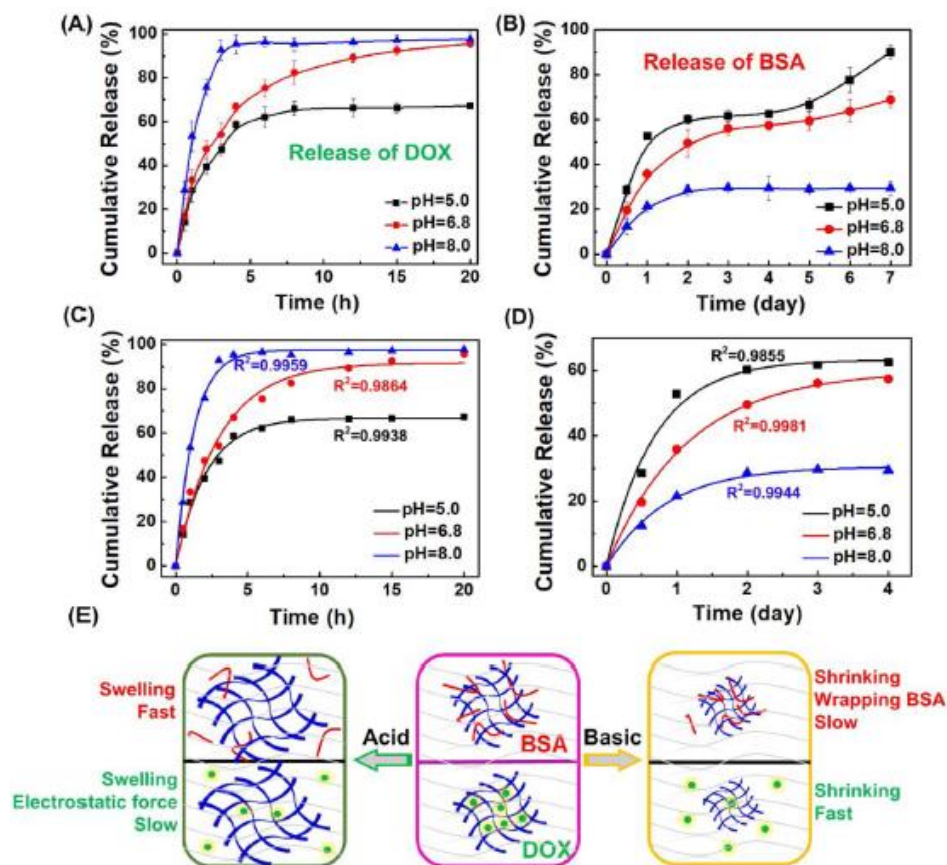 (A)
Cumulative Release (%)
100
80
60
40
20
0
Release of DOX
pH=5.0
pH=6.8
pH=8.0
0 5 10 15 20
Time (h)
(B)
Cumulative Release (%)
100
80
60
40
20
0
Release of BSA
pH=5.0
pH=6.8
pH=8.0
0 1 2 3 4 5 6 7
Time (day)
(C)
Cumulative Release (%)
100
80
60
40
20
0
R²=0.9959
R²=0.9864
R²=0.9938
pH=5.0
pH=6.8
pH=8.0
0 5 10 15 20
Time (h)
(D)
Cumulative Release (%)
60
40
20
0
R²=0.9855
R²=0.9981
R²=0.9944
pH=5.0
pH=6.8
pH=8.0
0 1 2 3 4
Time (day)
(E)
Swelling
Fast
Swelling
Electrostatic force
Slow
Acid
BSA
DOX
Basic
Shrinking
Wrapping BSA
Slow
Shrinking
Fast